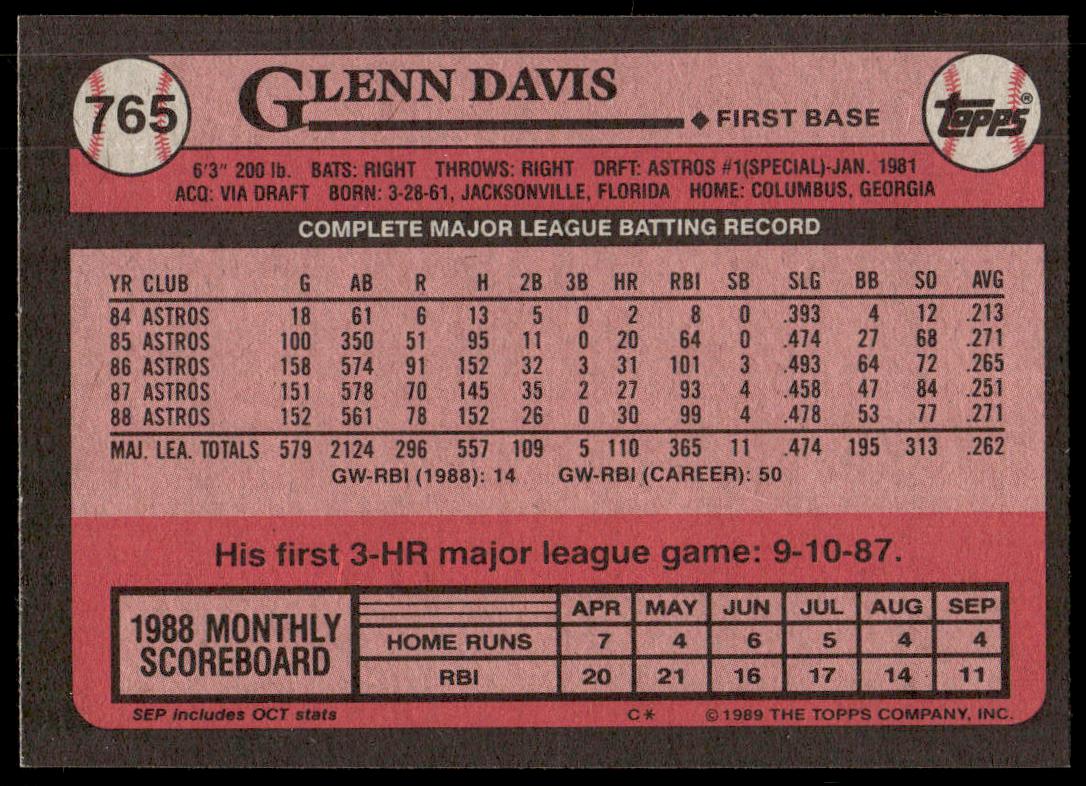 765 GLENN DAVIS ◆ FIRST BASE Topps®
6'3" 200 lb. BATS: RIGHT THROWS: RIGHT DRFT: ASTROS #1(SPECIAL)-JAN. 1981
ACQ: VIA DRAFT BORN: 3-28-61, JACKSONVILLE, FLORIDA HOME: COLUMBUS, GEORGIA
COMPLETE MAJOR LEAGUE BATTING RECORD
YR CLUB G AB R H 2B 3B HR RBI SB SLG BB SO AVG
84 ASTROS 18 61 6 13 5 0 2 8 0 .393 4 12 .213
85 ASTROS 100 350 51 95 11 0 20 64 0 .474 27 68 .271
86 ASTROS 158 574 91 152 32 3 31 101 3 .493 64 72 .265
87 ASTROS 151 578 70 145 35 2 27 93 4 .458 47 84 .251
88 ASTROS 152 561 78 152 26 0 30 99 4 .478 53 77 .271
MAJ. LEA. TOTALS 579 2124 296 557 109 5 110 365 11 .474 195 313 .262
GW-RBI (1988): 14 GW-RBI (CAREER): 50
His first 3-HR major league game: 9-10-87.
1988 MONTHLY
SCOREBOARD
APR MAY JUN JUL AUG SEP
HOME RUNS 7 4 6 5 4 4
RBI 20 21 16 17 14 11
SEP includes OCT stats C* ©1989 THE TOPPS COMPANY, INC.